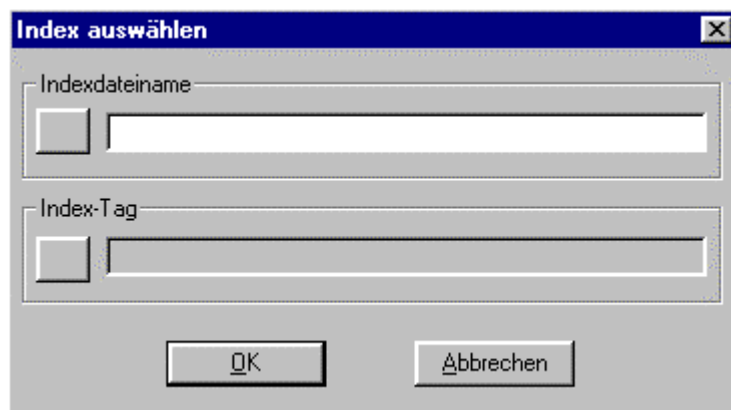 Index auswählen
Indexdateiname
Index-Tag
OK
Abbrechen